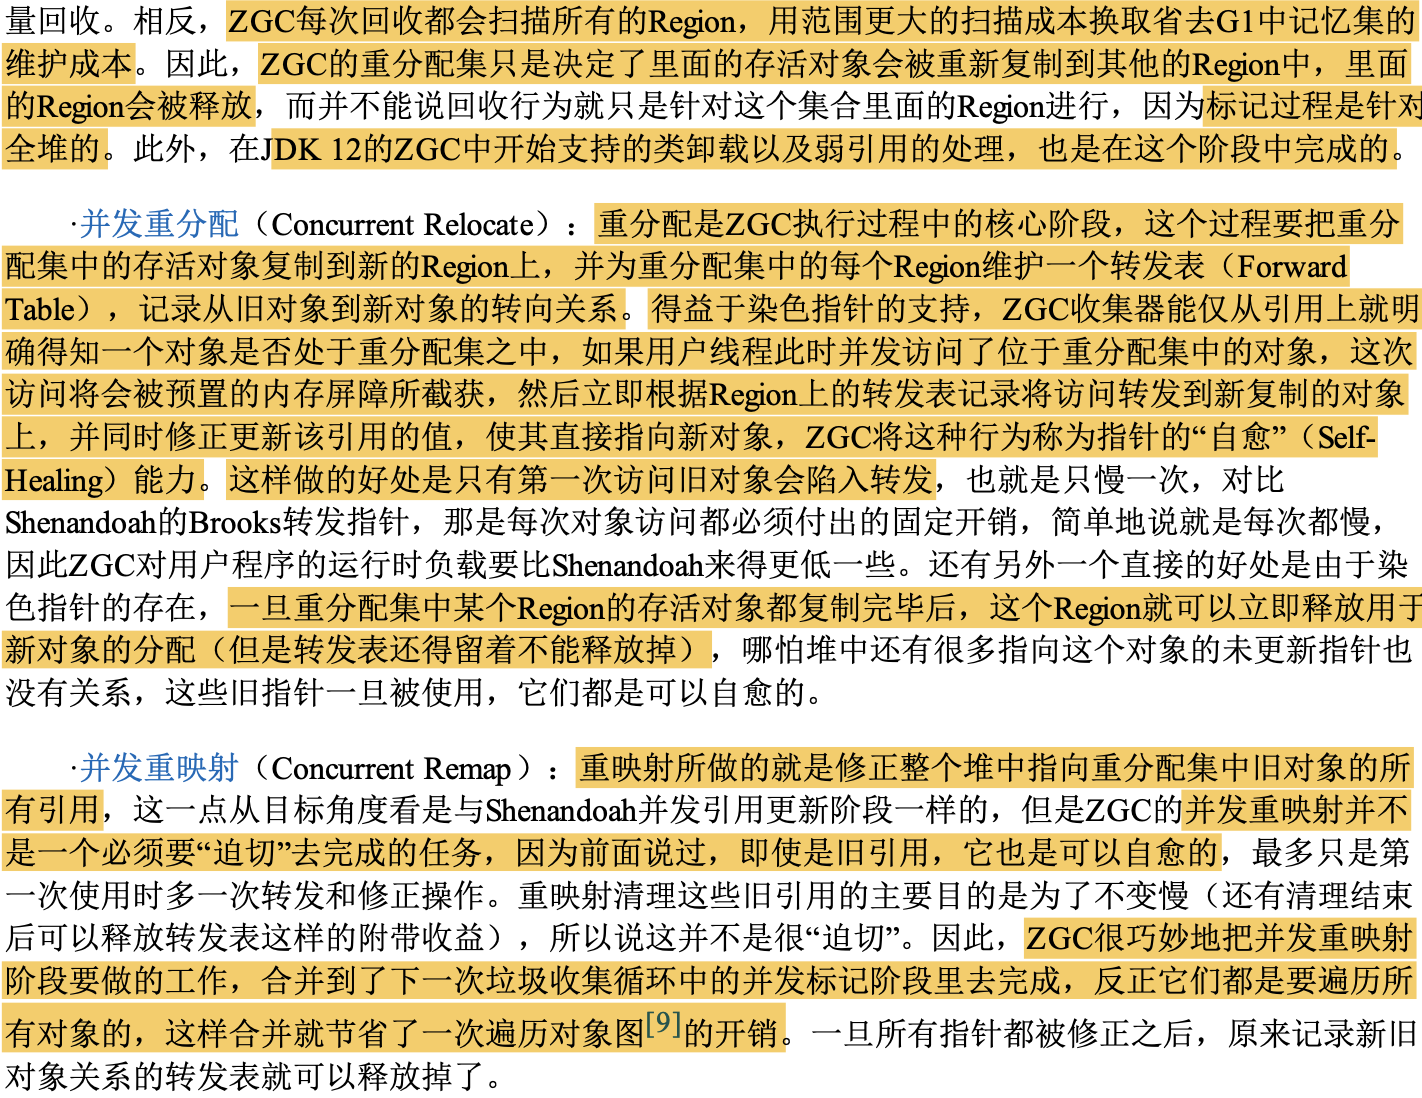 量回收。相反，ZGC每次回收都会扫描所有的Region，用范围更大的扫描成本换取省去G1中记忆集的
维护成本。因此，ZGC的重分配集只是决定了里面的存活对象会被重新复制到其他的Region中，里面
的Region会被释放，而并不能说回收行为就只是针对这个集合里面的Region进行，因为标记过程是针对
全堆的。此外，在JDK 12的ZGC中开始支持的类卸载以及弱引用的处理，也是在这个阶段中完成的。
·并发重分配（Concurrent Relocate）：重分配是ZGC执行过程中的核心阶段，这个过程要把重分
配集中的存活对象复制到新的Region上，并为重分配集中的每个Region维护一个转发表（Forward
Table），记录从旧对象到新对象的转向关系。得益于染色指针的支持，ZGC收集器能仅从引用上就明
确得知一个对象是否处于重分配集之中，如果用户线程此时并发访问了位于重分配集中的对象，这次
访问将会被预置的内存屏障所截获，然后立即根据Region上的转发表记录将访问转发到新复制的对象
上，并同时修正更新该引用的值，使其直接指向新对象，ZGC将这种行为称为指针的“自愈”（Self-
Healing）能力。这样做的好处是只有第一次访问旧对象会陷入转发，也就是只慢一次，对比
Shenandoah的Brooks转发指针，那是每次对象访问都必须付出的固定开销，简单地说就是每次都慢，
因此ZGC对用户程序的运行时负载要比Shenandoah来得更低一些。还有另外一个直接的好处是由于染
色指针的存在，一旦重分配集中某个Region的存活对象都复制完毕后，这个Region就可以立即释放用于
新对象的分配（但是转发表还得留着不能释放掉），哪怕堆中还有很多指向这个对象的未更新指针也
没有关系，这些旧指针一旦被使用，它们都是可以自愈的。
·并发重映射（Concurrent Remap）：重映射所做的就是修正整个堆中指向重分配集中旧对象的所
有引用，这一点从目标角度看是与Shenandoah并发引用更新阶段一样的，但是ZGC的并发重映射并不
是一个必须要“迫切”去完成的任务，因为前面说过，即使是旧引用，它也是可以自愈的，最多只是第
一次使用时多一次转发和修正操作。重映射清理这些旧引用的主要目的是为了不变慢（还有清理结束
后可以释放转发表这样的附带收益），所以说这并不是很“迫切”。因此，ZGC很巧妙地把并发重映射
阶段要做的工作，合并到了下一次垃圾收集循环中的并发标记阶段里去完成，反正它们都是要遍历所
有对象的，这样合并就节省了一次遍历对象图[9]的开销。一旦所有指针都被修正之后，原来记录新旧
对象关系的转发表就可以释放掉了。